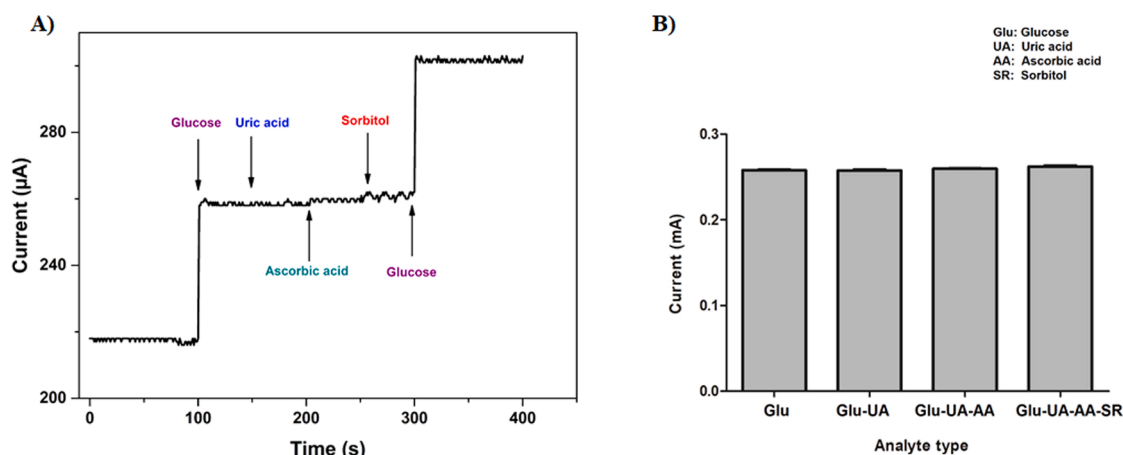 A)
Current (μA)
280
240
200
Glucose
Uric acid
Sorbitol
Ascorbic acid
Glucose
0
100
200
300
400
Time (s)
B)
Glu: Glucose
UA: Uric acid
AA: Ascorbic acid
SR: Sorbitol
Current (mA)
0.3
0.2
0.1
0.0
Glu
Glu-UA
Glu-UA-AA
Glu-UA-AA-SR
Analyte type